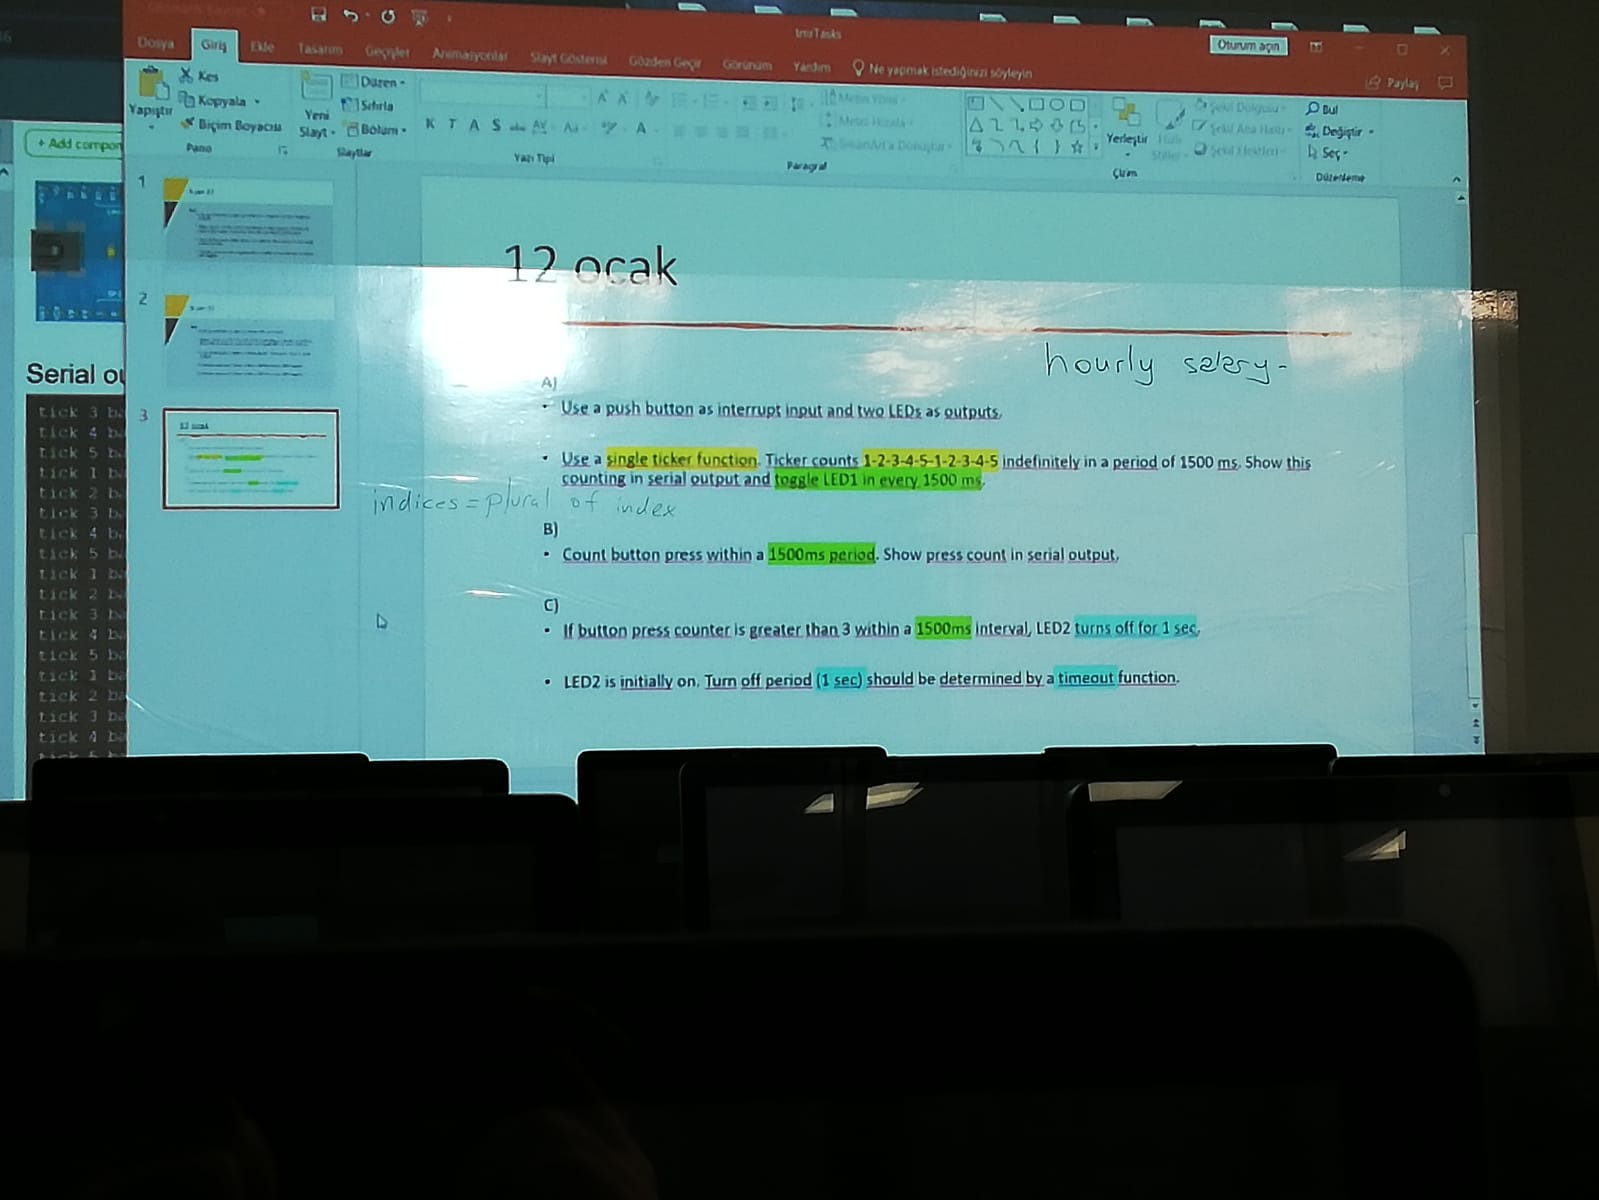 tmrTasks
Oturum açın
Dosya Giriş Ekle Tasarım Geçişler Animasyonlar Slayt Gösterisi Gözden Geçir Görünüm Yardım Ne yapmak istediğinizi söyleyin
Paylaş
Yapıştır
Kes
Kopyala
Biçim Boyacısı
Pano
Yeni
Slayt
Düzen
Sıfırla
Bölüm
Slaytlar
K T A S abc AV Aa A
Yazı Tipi
Metin Yönü
Metni Hizala
SmartArt'a Dönüştür
Paragraf
Yerleştir
Hızlı
Stiller
Şekil Dolgusu
Şekil Ana Hattı
Şekil Efektleri
Çizim
Bul
Değiştir
Seç
Düzenleme
+ Add compon
Serial ou
tick 3 ba
tick 4 ba
tick 5 ba
tick 1 ba
tick 2 ba
tick 3 ba
tick 4 ba
tick 5 ba
tick 1 ba
tick 2 ba
tick 3 ba
tick 4 ba
tick 5 ba
tick 1 ba
tick 2 ba
tick 3 ba
tick 4 ba
1
2
3
12 ocak
12 ocak
hourly salery-
A)
• Use a push button as interrupt input and two LEDs as outputs.
• Use a single ticker function. Ticker counts 1-2-3-4-5-1-2-3-4-5 indefinitely in a period of 1500 ms. Show this
counting in serial output and toggle LED1 in every 1500 ms.
indices = plural of index
B)
• Count button press within a 1500ms period. Show press count in serial output.
C)
• If button press counter is greater than 3 within a 1500ms interval, LED2 turns off for 1 sec.
• LED2 is initially on. Turn off period (1 sec) should be determined by a timeout function.